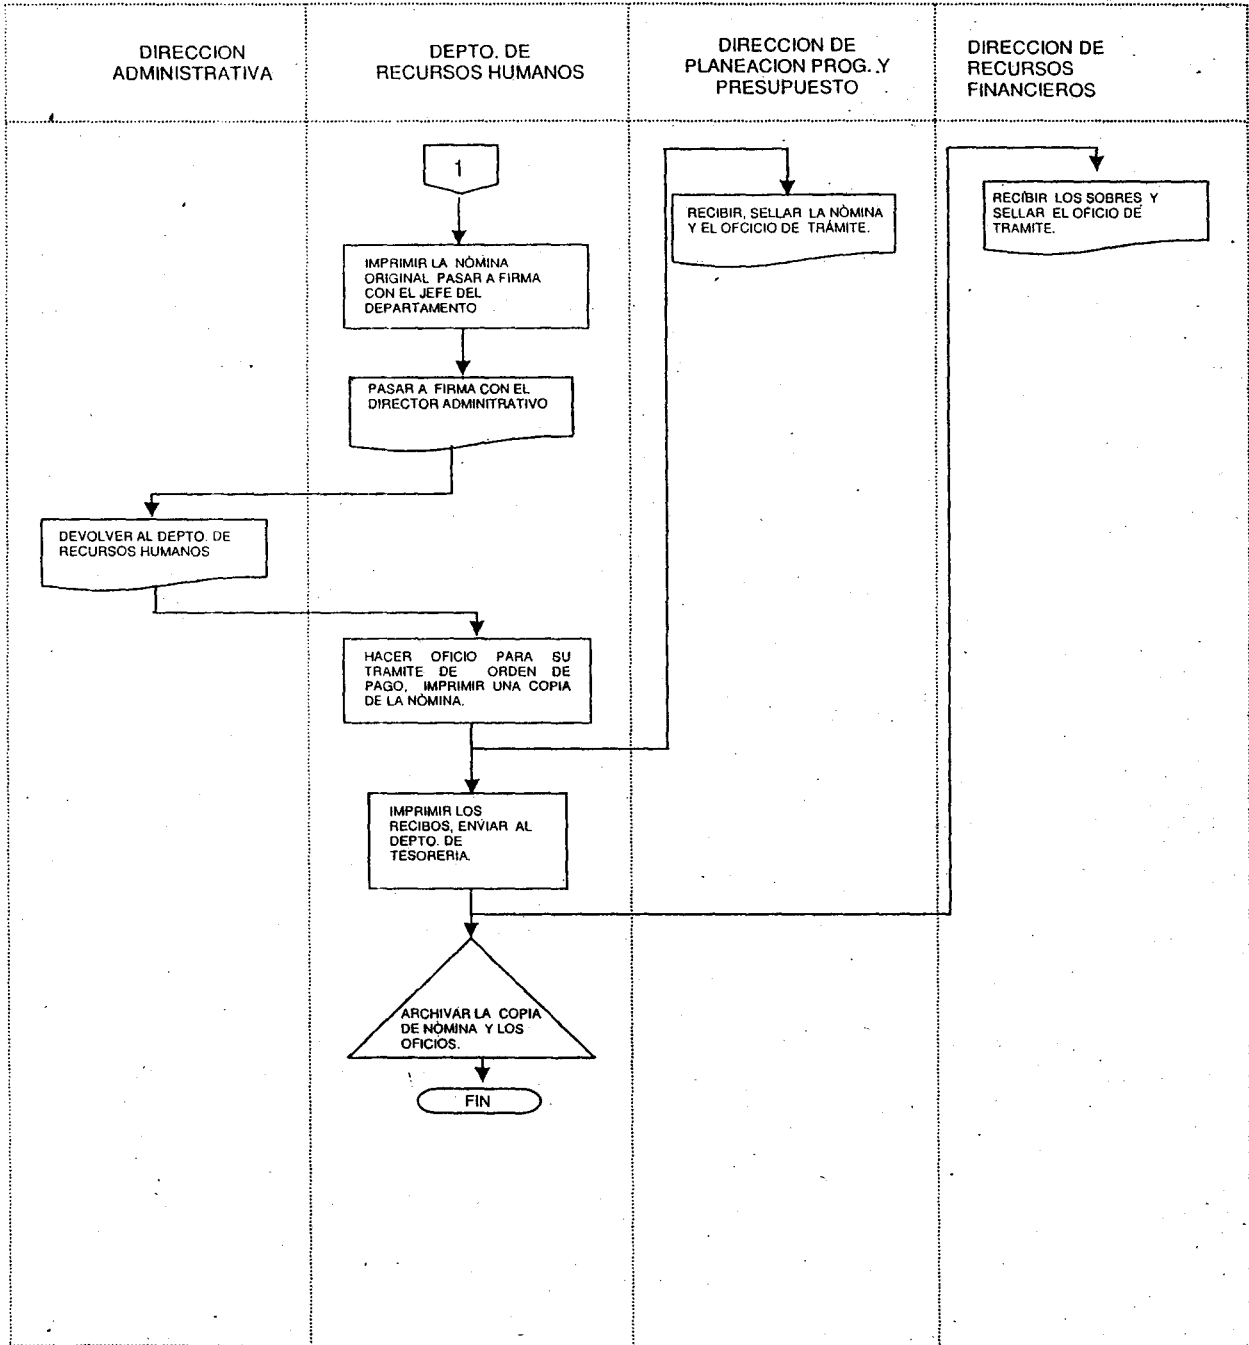 DIRECCION
ADMINISTRATIVA
DEPTO. DE
RECURSOS HUMANOS
DIRECCION DE
PLANEACION PROG. Y
PRESUPUESTO
DIRECCION DE
RECURSOS
FINANCIEROS
1
RECIBIR, SELLAR LA NÒMINA
Y EL OFCICIO DE TRÁMITE.
RECIBIR LOS SOBRES Y
SELLAR EL OFICIO DE
TRAMITE.
IMPRIMIR LA NÒMINA
ORIGINAL PASAR A FIRMA
CON EL JEFE DEL
DEPARTAMENTO
PASAR A FIRMA CON EL
DIRECTOR ADMINITRATIVO
DEVOLVER AL DEPTO. DE
RECURSOS HUMANOS
HACER OFICIO PARA SU
TRAMITE DE ORDEN DE
PAGO, IMPRIMIR UNA COPIA
DE LA NÒMINA.
IMPRIMIR LOS
RECIBOS, ENVIAR AL
DEPTO. DE
TESORERIA.
ARCHIVAR LA COPIA
DE NÒMINA Y LOS
OFICIOS.
FIN